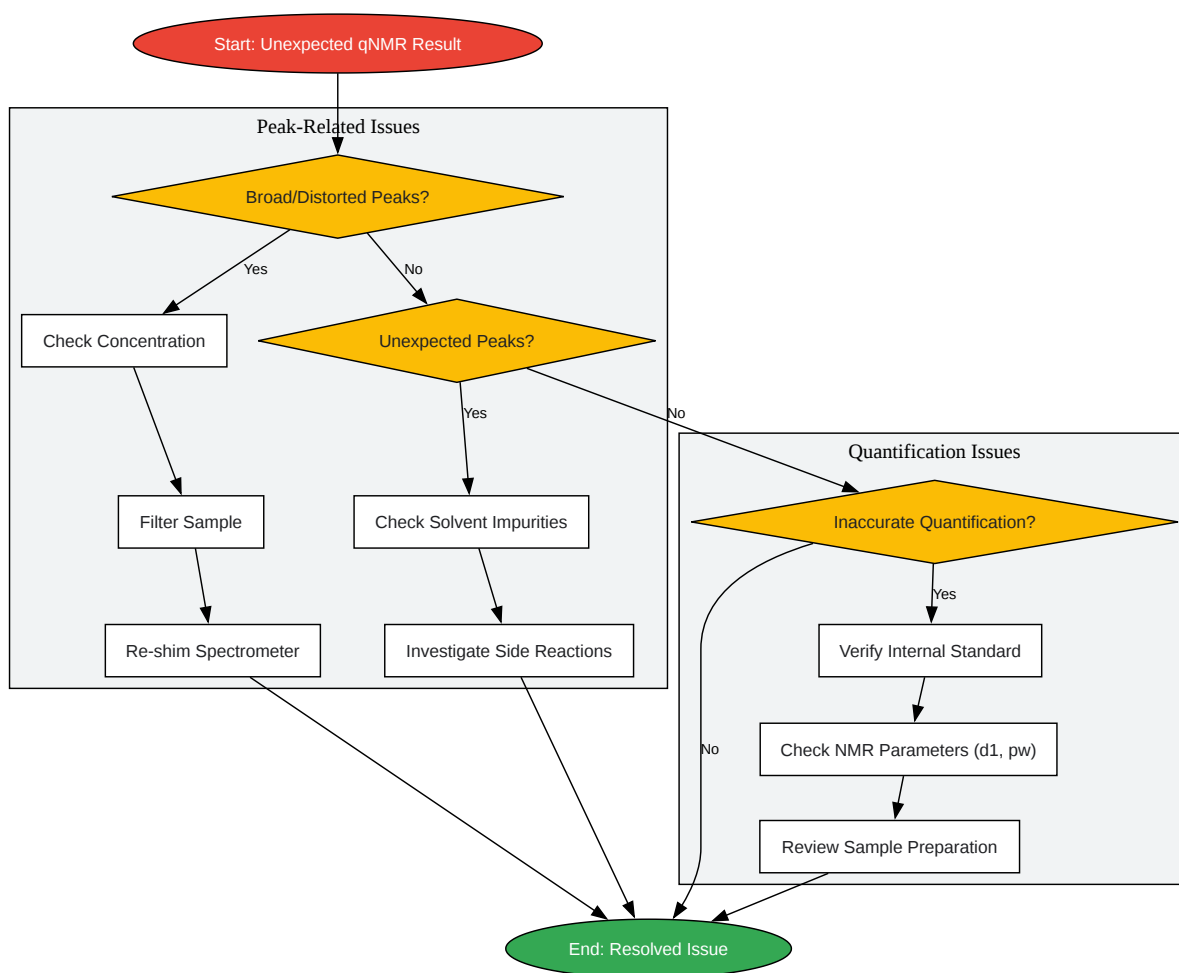 Start: Unexpected qNMR Result
Peak-Related Issues
Broad/Distorted Peaks?
Yes
No
Check Concentration
Unexpected Peaks?
Yes
No
Quantification Issues
Filter Sample
Check Solvent Impurities
Inaccurate Quantification?
Yes
Re-shim Spectrometer
Investigate Side Reactions
Verify Internal Standard
No
Check NMR Parameters (d1, pw)
Review Sample Preparation
End: Resolved Issue